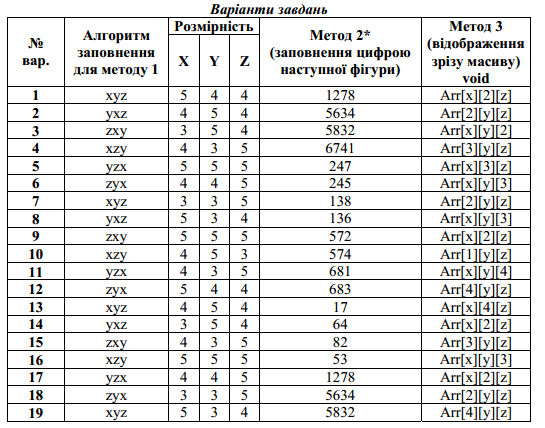 Варіанти завдань
№ вар. Алгоритм заповнення для методу 1 Розмірність X Y Z Метод 2* (заповнення цифрою наступної фігури) Метод 3 (відображення зрізу масиву) void
1 xyz 5 4 4 1278 Arr[x][2][z]
2 yxz 4 5 4 5634 Arr[2][y][z]
3 zxy 3 5 4 5832 Arr[x][y][2]
4 xzy 4 3 5 6741 Arr[3][y][z]
5 yzx 5 5 5 247 Arr[x][3][z]
6 zyx 4 4 5 245 Arr[x][y][3]
7 xyz 3 3 5 138 Arr[2][y][z]
8 yxz 5 3 4 136 Arr[x][y][3]
9 zxy 5 5 5 572 Arr[x][2][z]
10 xzy 4 5 3 574 Arr[1][y][z]
11 yzx 4 3 5 681 Arr[x][y][4]
12 zyx 5 4 4 683 Arr[4][y][z]
13 xyz 4 5 4 17 Arr[x][4][z]
14 yxz 3 5 4 64 Arr[x][2][z]
15 zxy 4 3 5 82 Arr[3][y][z]
16 xzy 5 5 5 53 Arr[x][y][3]
17 yzx 4 4 5 1278 Arr[x][2][z]
18 zyx 3 3 5 5634 Arr[2][y][z]
19 xyz 5 3 4 5832 Arr[4][y][z]